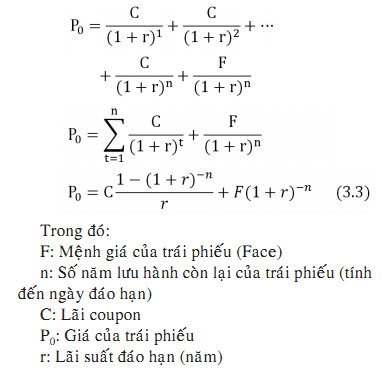 P₀ = C/(1 + r)¹ + C/(1 + r)² + ⋯
+ C/(1 + r)ⁿ + F/(1 + r)ⁿ
P₀ = ∑ₜ₌₁ⁿ C/(1 + r)ᵗ + F/(1 + r)ⁿ
P₀ = C (1 − (1 + r)⁻ⁿ)/r + F(1 + r)⁻ⁿ (3.3)
Trong đó:
F: Mệnh giá của trái phiếu (Face)
n: Số năm lưu hành còn lại của trái phiếu (tính
đến ngày đáo hạn)
C: Lãi coupon
P₀: Giá của trái phiếu
r: Lãi suất đáo hạn (năm)